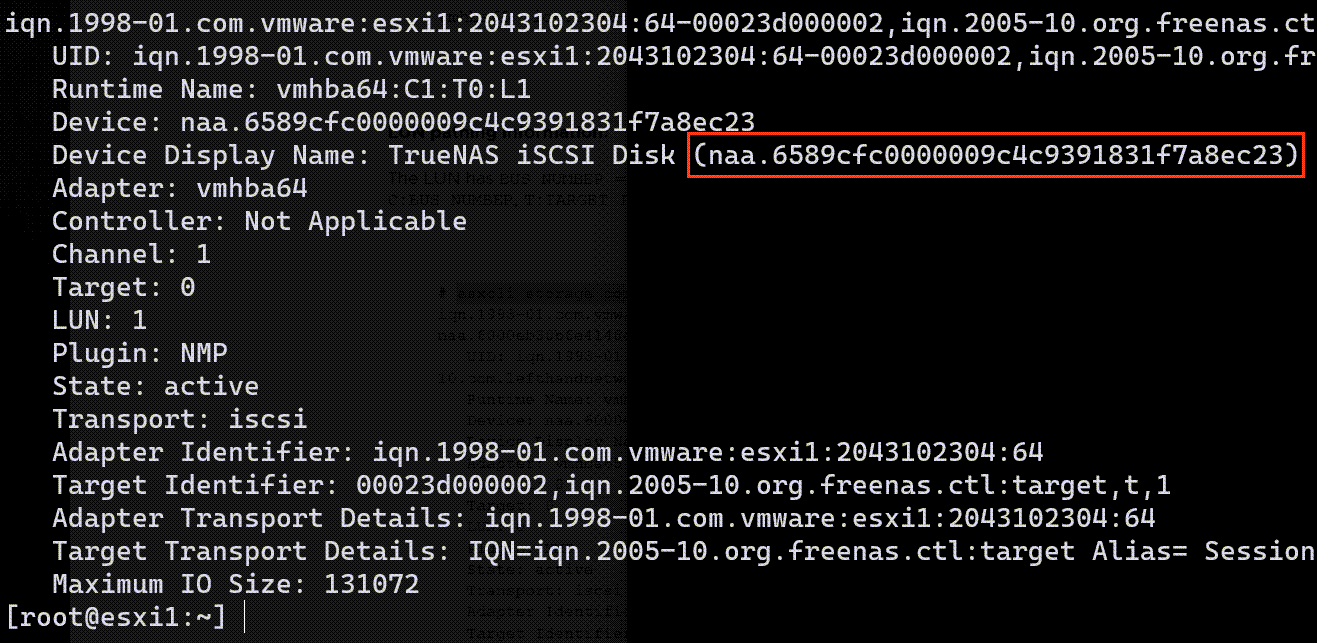 iqn.1998-01.com.vmware:esxi1:2043102304:64-00023d000002,iqn.2005-10.org.freenas.ct
UID: iqn.1998-01.com.vmware:esxi1:2043102304:64-00023d000002,iqn.2005-10.org.fr
Runtime Name: vmhba64:C1:T0:L1
Device: naa.6589cfc0000009c4c9391831f7a8ec23
Device Display Name: TrueNAS iSCSI Disk (naa.6589cfc0000009c4c9391831f7a8ec23)
Adapter: vmhba64
Controller: Not Applicable
Channel: 1
Target: 0
LUN: 1
Plugin: NMP
State: active
Transport: iscsi
Adapter Identifier: iqn.1998-01.com.vmware:esxi1:2043102304:64
Target Identifier: 00023d000002,iqn.2005-10.org.freenas.ctl:target,t,1
Adapter Transport Details: iqn.1998-01.com.vmware:esxi1:2043102304:64
Target Transport Details: IQN=iqn.2005-10.org.freenas.ctl:target Alias= Session
Maximum IO Size: 131072
[root@esxi1:~]